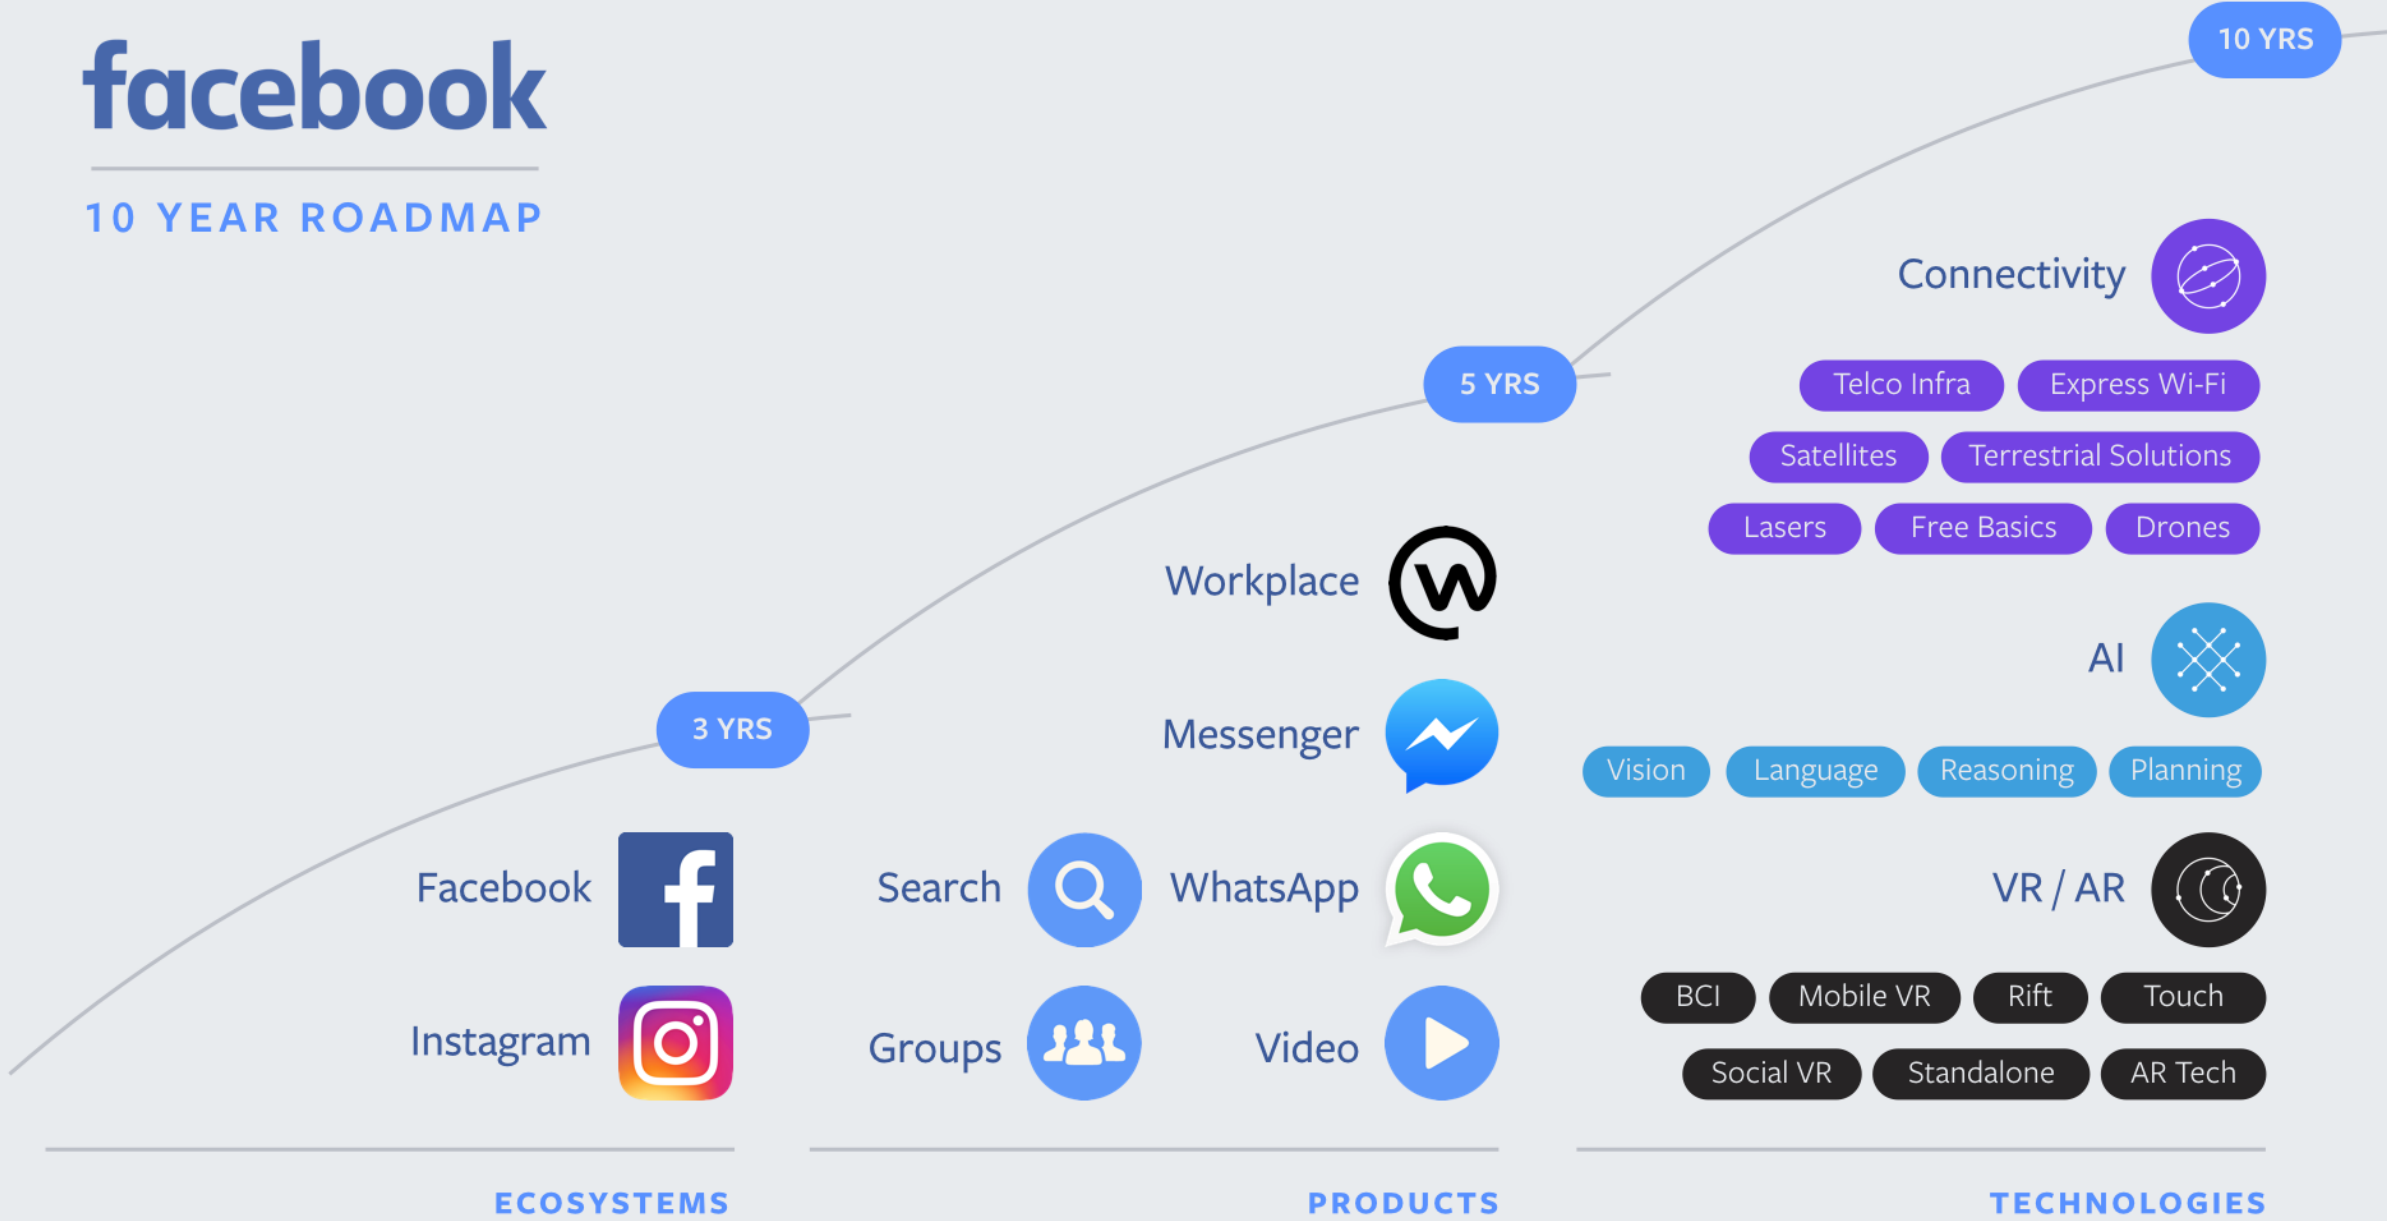 facebook
10 YEAR ROADMAP
3 YRS
Facebook
Instagram
ECOSYSTEMS
5 YRS
Workplace
Messenger
Search
WhatsApp
Groups
Video
PRODUCTS
10 YRS
Connectivity
Telco Infra
Express Wi-Fi
Satellites
Terrestrial Solutions
Lasers
Free Basics
Drones
AI
Vision
Language
Reasoning
Planning
VR / AR
BCI
Mobile VR
Rift
Touch
Social VR
Standalone
AR Tech
TECHNOLOGIES